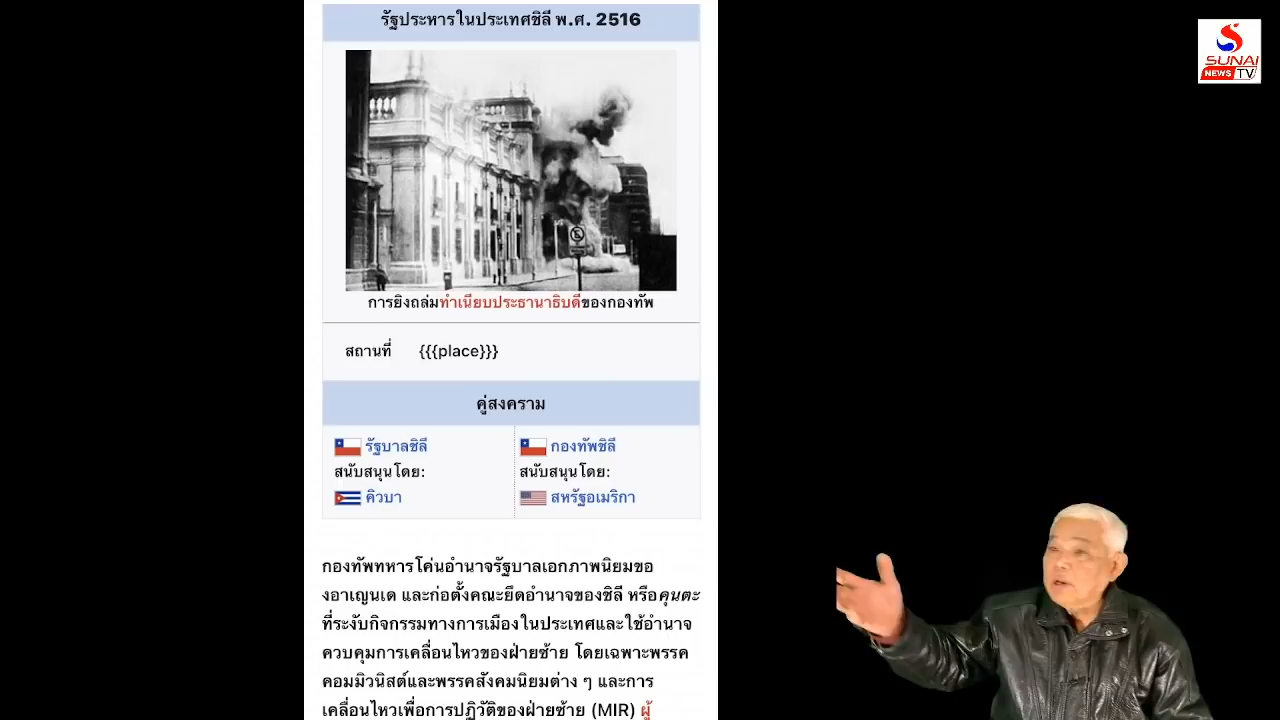 รัฐประหารในประเทศชิลี พ.ศ. 2516
SUNAI
NEWS TV
การยิงถล่มทำเนียบประธานาธิบดีของกองทัพ
สถานที่ {{{place}}}
คู่สงคราม
รัฐบาลชิลี
สนับสนุนโดย:
คิวบา
กองทัพชิลี
สนับสนุนโดย:
สหรัฐอเมริกา
กองทัพทหารโค่นอำนาจรัฐบาลเอกภาพนิยมขอ
งอาเญนเด และก่อตั้งคณะยึดอำนาจของชิลี หรือคุนตะ
ที่ระงับกิจกรรมทางการเมืองในประเทศและใช้อำนาจ
ควบคุมการเคลื่อนไหวของฝ่ายซ้าย โดยเฉพาะพรรค
คอมมิวนิสต์และพรรคสังคมนิยมต่าง ๆ และการ
เคลื่อนไหวเพื่อการปฏิวัติของฝ่ายซ้าย (MIR) ผู้